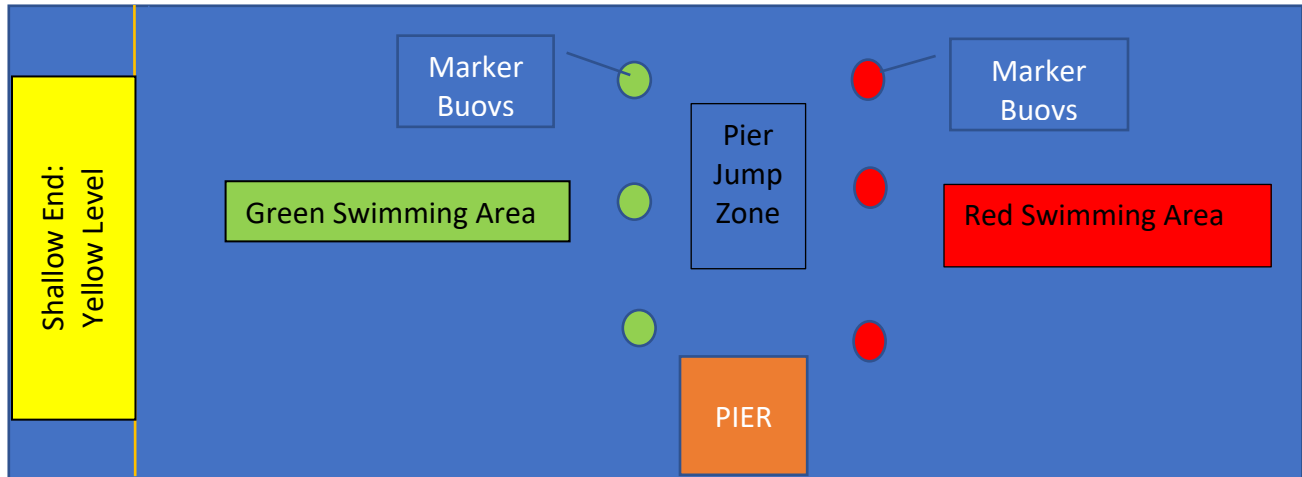 Marker
Buovs
Marker
Buovs
Pier
Jump
Zone
Shallow End:
Yellow Level
Green Swimming Area
Red Swimming Area
PIER